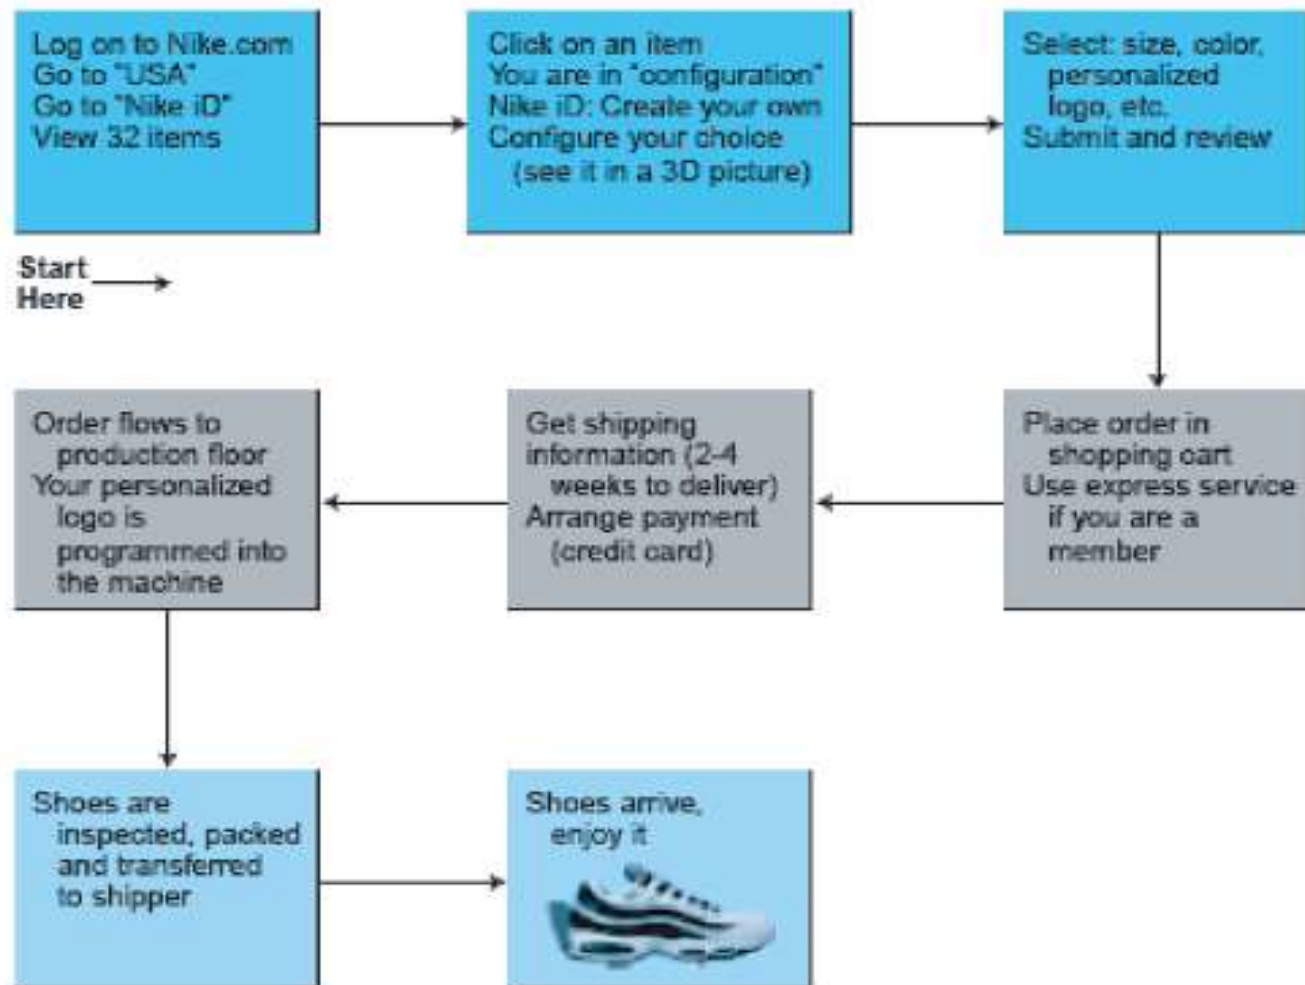 Log on to Nike.com
Go to "USA"
Go to "Nike iD"
View 32 items
Click on an item
You are in "configuration"
Nike iD: Create your own
Configure your choice
(see it in a 3D picture)
Select: size, color,
personalized
logo, etc.
Submit and review
Start
Here
Place order in
shopping cart
Use express service
if you are a
member
Get shipping
information (2-4
weeks to deliver)
Arrange payment
(credit card)
Order flows to
production floor
Your personalized
logo is
programmed into
the machine
Shoes are
inspected, packed
and transferred
to shipper
Shoes arrive,
enjoy it